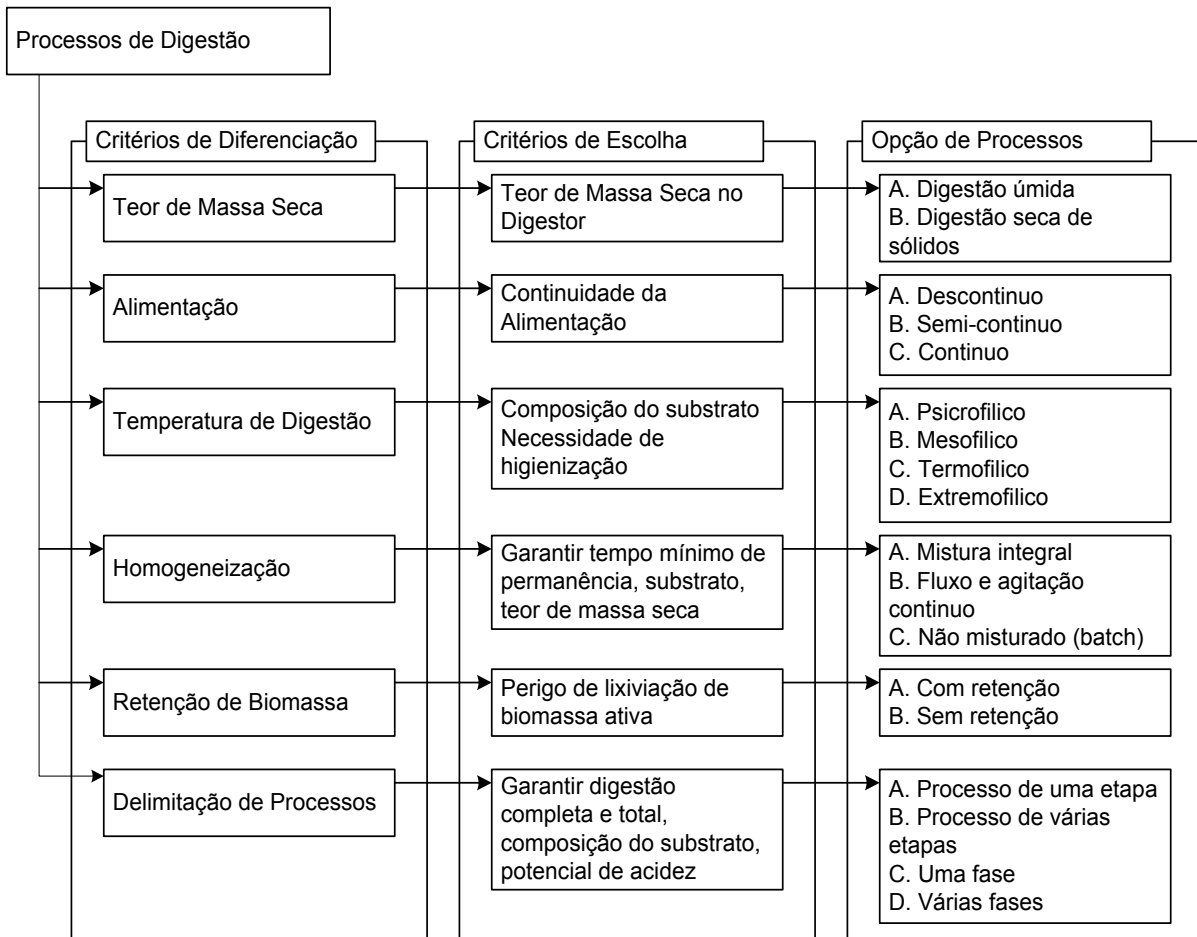 Processos de Digestão
Critérios de Diferenciação
Critérios de Escolha
Opção de Processos
Teor de Massa Seca
Teor de Massa Seca no
Digestor
A. Digestão úmida
B. Digestão seca de
sólidos
Alimentação
Continuidade da
Alimentação
A. Descontinuo
B. Semi-continuo
C. Continuo
Temperatura de Digestão
Composição do substrato
Necessidade de
higienização
A. Psicrofilico
B. Mesofilico
C. Termofilico
D. Extremofilico
Homogeneização
Garantir tempo mínimo de
permanência, substrato,
teor de massa seca
A. Mistura integral
B. Fluxo e agitação
continuo
C. Não misturado (batch)
Retenção de Biomassa
Perigo de lixiviação de
biomassa ativa
A. Com retenção
B. Sem retenção
Delimitação de Processos
Garantir digestão
completa e total,
composição do substrato,
potencial de acidez
A. Processo de uma etapa
B. Processo de várias
etapas
C. Uma fase
D. Várias fases